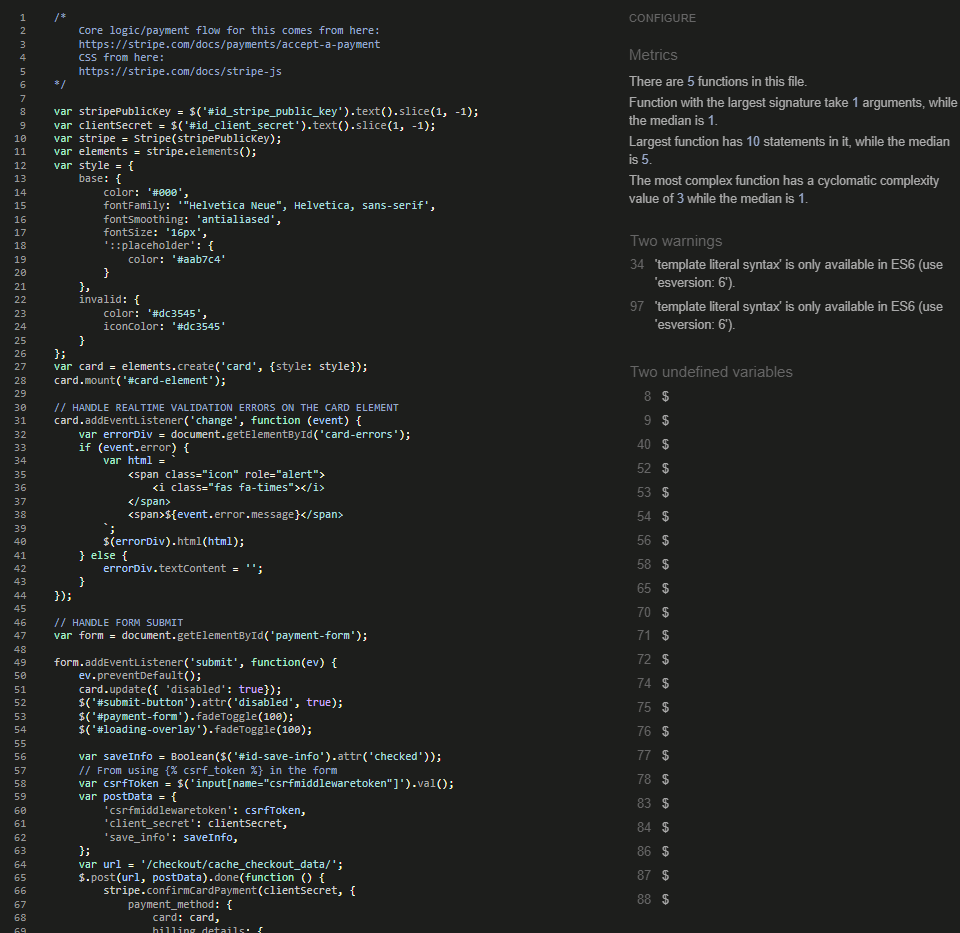 1 /*
2 Core logic/payment flow for this comes from here:
3 https://stripe.com/docs/payments/accept-a-payment
4 CSS from here:
5 https://stripe.com/docs/stripe-js
6 */
7
8 var stripePublicKey = $('#id_stripe_public_key').text().slice(1, -1);
9 var clientSecret = $('#id_client_secret').text().slice(1, -1);
10 var stripe = Stripe(stripePublicKey);
11 var elements = stripe.elements();
12 var style = {
13 base: {
14 color: '#000',
15 fontFamily: '"Helvetica Neue", Helvetica, sans-serif',
16 fontSmoothing: 'antialiased',
17 fontSize: '16px',
18 '::placeholder': {
19 color: '#aab7c4'
20 }
21 },
22 invalid: {
23 color: '#dc3545',
24 iconColor: '#dc3545'
25 }
26 };
27 var card = elements.create('card', {style: style});
28 card.mount('#card-element');
29
30 // HANDLE REALTIME VALIDATION ERRORS ON THE CARD ELEMENT
31 card.addEventListener('change', function (event) {
32 var errorDiv = document.getElementById('card-errors');
33 if (event.error) {
34 var html = `
35 <span class="icon" role="alert">
36 <i class="fas fa-times"></i>
37 </span>
38 <span>${event.error.message}</span>
39 `;
40 $(errorDiv).html(html);
41 } else {
42 errorDiv.textContent = '';
43 }
44 });
45
46 // HANDLE FORM SUBMIT
47 var form = document.getElementById('payment-form');
48
49 form.addEventListener('submit', function(ev) {
50 ev.preventDefault();
51 card.update({ 'disabled': true});
52 $('#submit-button').attr('disabled', true);
53 $('#payment-form').fadeToggle(100);
54 $('#loading-overlay').fadeToggle(100);
55
56 var saveInfo = Boolean($('#id-save-info').attr('checked'));
57 // From using {% csrf_token %} in the form
58 var csrfToken = $('input[name="csrfmiddlewaretoken"]').val();
59 var postData = {
60 'csrfmiddlewaretoken': csrfToken,
61 'client_secret': clientSecret,
62 'save_info': saveInfo,
63 };
64 var url = '/checkout/cache_checkout_data/';
65 $.post(url, postData).done(function () {
66 stripe.confirmCardPayment(clientSecret, {
67 payment_method: {
68 card: card,
69 billing_details: {
CONFIGURE
Metrics
There are 5 functions in this file.
Function with the largest signature take 1 arguments, while
the median is 1.
Largest function has 10 statements in it, while the median
is 5.
The most complex function has a cyclomatic complexity
value of 3 while the median is 1.
Two warnings
34 'template literal syntax' is only available in ES6 (use
'esversion: 6').
97 'template literal syntax' is only available in ES6 (use
'esversion: 6').
Two undefined variables
8 $
9 $
40 $
52 $
53 $
54 $
56 $
58 $
65 $
70 $
71 $
72 $
74 $
75 $
76 $
77 $
78 $
83 $
84 $
86 $
87 $
88 $